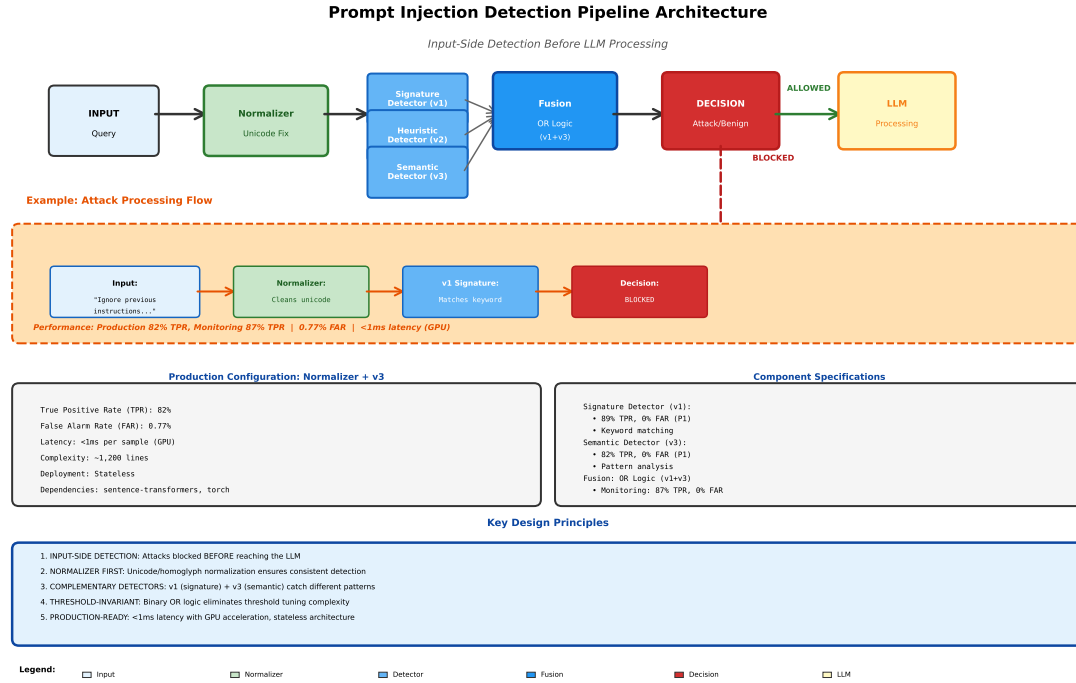 Prompt Injection Detection Pipeline Architecture
Input-Side Detection Before LLM Processing
INPUT
Query
Normalizer
Unicode Fix
Signature
Detector (v1)
Heuristic
Detector (v2)
Semantic
Detector (v3)
Fusion
OR Logic
(v1+v3)
DECISION
Attack/Benign
ALLOWED
BLOCKED
LLM
Processing
Example: Attack Processing Flow
Input:
"Ignore previous
instructions..."
Normalizer:
Cleans unicode
v1 Signature:
Matches keyword
Decision:
BLOCKED
Performance: Production 82% TPR, Monitoring 87% TPR | 0.77% FAR | <1ms latency (GPU)
Production Configuration: Normalizer + v3
True Positive Rate (TPR): 82%
False Alarm Rate (FAR): 0.77%
Latency: <1ms per sample (GPU)
Complexity: ~1,200 lines
Deployment: Stateless
Dependencies: sentence-transformers, torch
Component Specifications
Signature Detector (v1):
• 89% TPR, 0% FAR (P1)
• Keyword matching
Semantic Detector (v3):
• 82% TPR, 0% FAR (P1)
• Pattern analysis
Fusion: OR Logic (v1+v3)
• Monitoring: 87% TPR, 0% FAR
Key Design Principles
1. INPUT-SIDE DETECTION: Attacks blocked BEFORE reaching the LLM
2. NORMALIZER FIRST: Unicode/homoglyph normalization ensures consistent detection
3. COMPLEMENTARY DETECTORS: v1 (signature) + v3 (semantic) catch different patterns
4. THRESHOLD-INVARIANT: Binary OR logic eliminates threshold tuning complexity
5. PRODUCTION-READY: <1ms latency with GPU acceleration, stateless architecture
Legend:
Input
Normalizer
Detector
Fusion
Decision
LLM